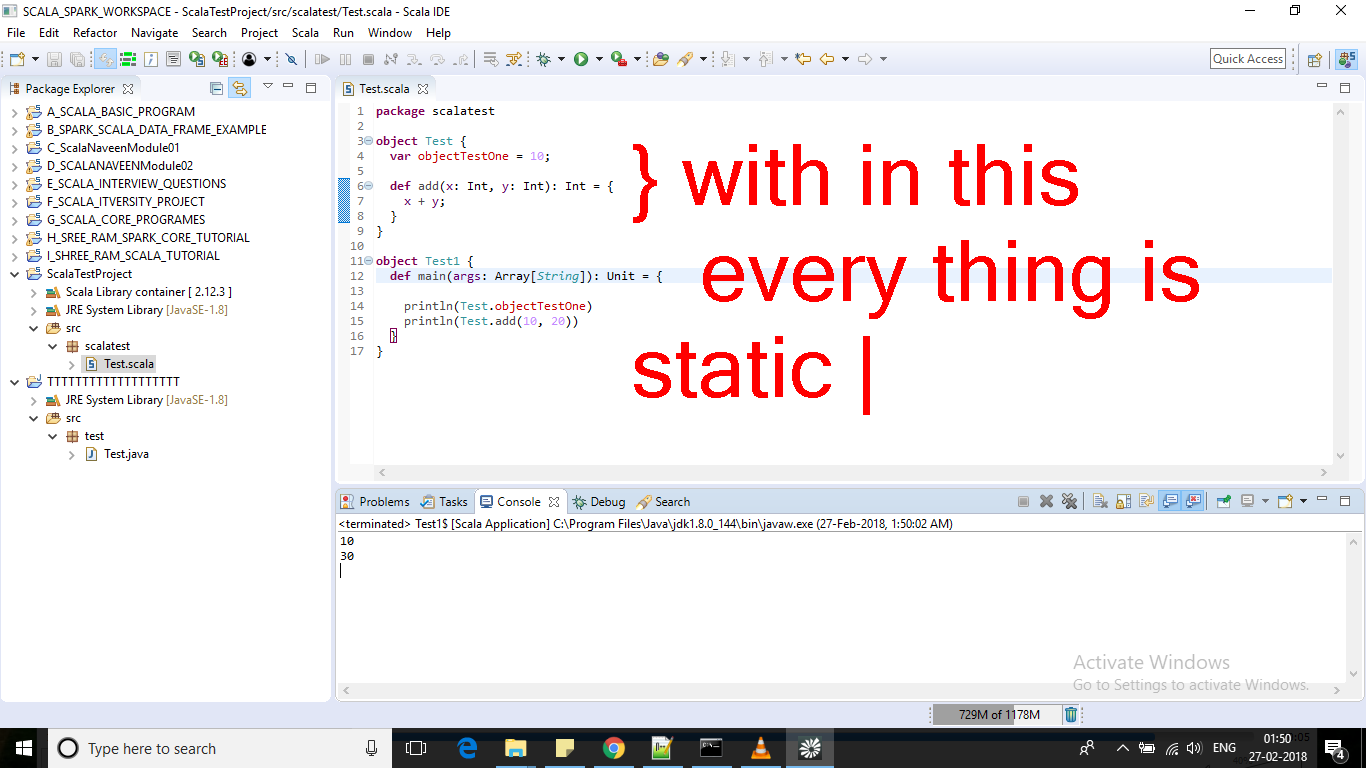 SCALA_SPARK_WORKSPACE - ScalaTestProject/src/scalatest/Test.scala - Scala IDE
File Edit Refactor Navigate Search Project Scala Run Window Help
Quick Access
Package Explorer
A_SCALA_BASIC_PROGRAM
B_SPARK_SCALA_DATA_FRAME_EXAMPLE
C_ScalaNaveenModule01
D_SCALANAVEENModule02
E_SCALA_INTERVIEW_QUESTIONS
F_SCALA_ITVERSITY_PROJECT
G_SCALA_CORE_PROGRAMES
H_SREE_RAM_SPARK_CORE_TUTORIAL
I_SHREE_RAM_SCALA_TUTORIAL
ScalaTestProject
Scala Library container [ 2.12.3 ]
JRE System Library [JavaSE-1.8]
src
scalatest
Test.scala
TTTTTTTTTTTTTTTTTTT
JRE System Library [JavaSE-1.8]
src
test
Test.java
Test.scala
1 package scalatest
2
3 object Test {
4 var objectTestOne = 10;
5
6 def add(x: Int, y: Int): Int = {
7 x + y;
8 }
9 }
10
11 object Test1 {
12 def main(args: Array[String]): Unit = {
13
14 println(Test.objectTestOne)
15 println(Test.add(10, 20))
16 }
17 }
} with in this
every thing is
static |
Problems Tasks Console Debug Search
<terminated> Test1$ [Scala Application] C:\Program Files\Java\jdk1.8.0_144\bin\javaw.exe (27-Feb-2018, 1:50:02 AM)
10
30
Activate Windows
Go to Settings to activate Windows.
729M of 1178M
Type here to search
ENG
01:50
27-02-2018
4